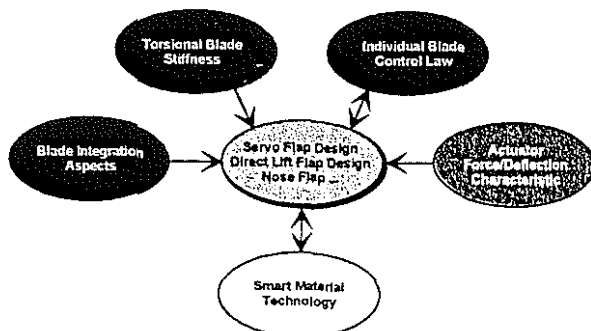 Torsional Blade
Stiffness
Individual Blade
Control Law
Servo Flap Design
Direct Lift Flap Design
Nose Flap ...
Blade Integration
Aspects
Actuator
Force/Deflection
Characteristic
Smart Material
Technology